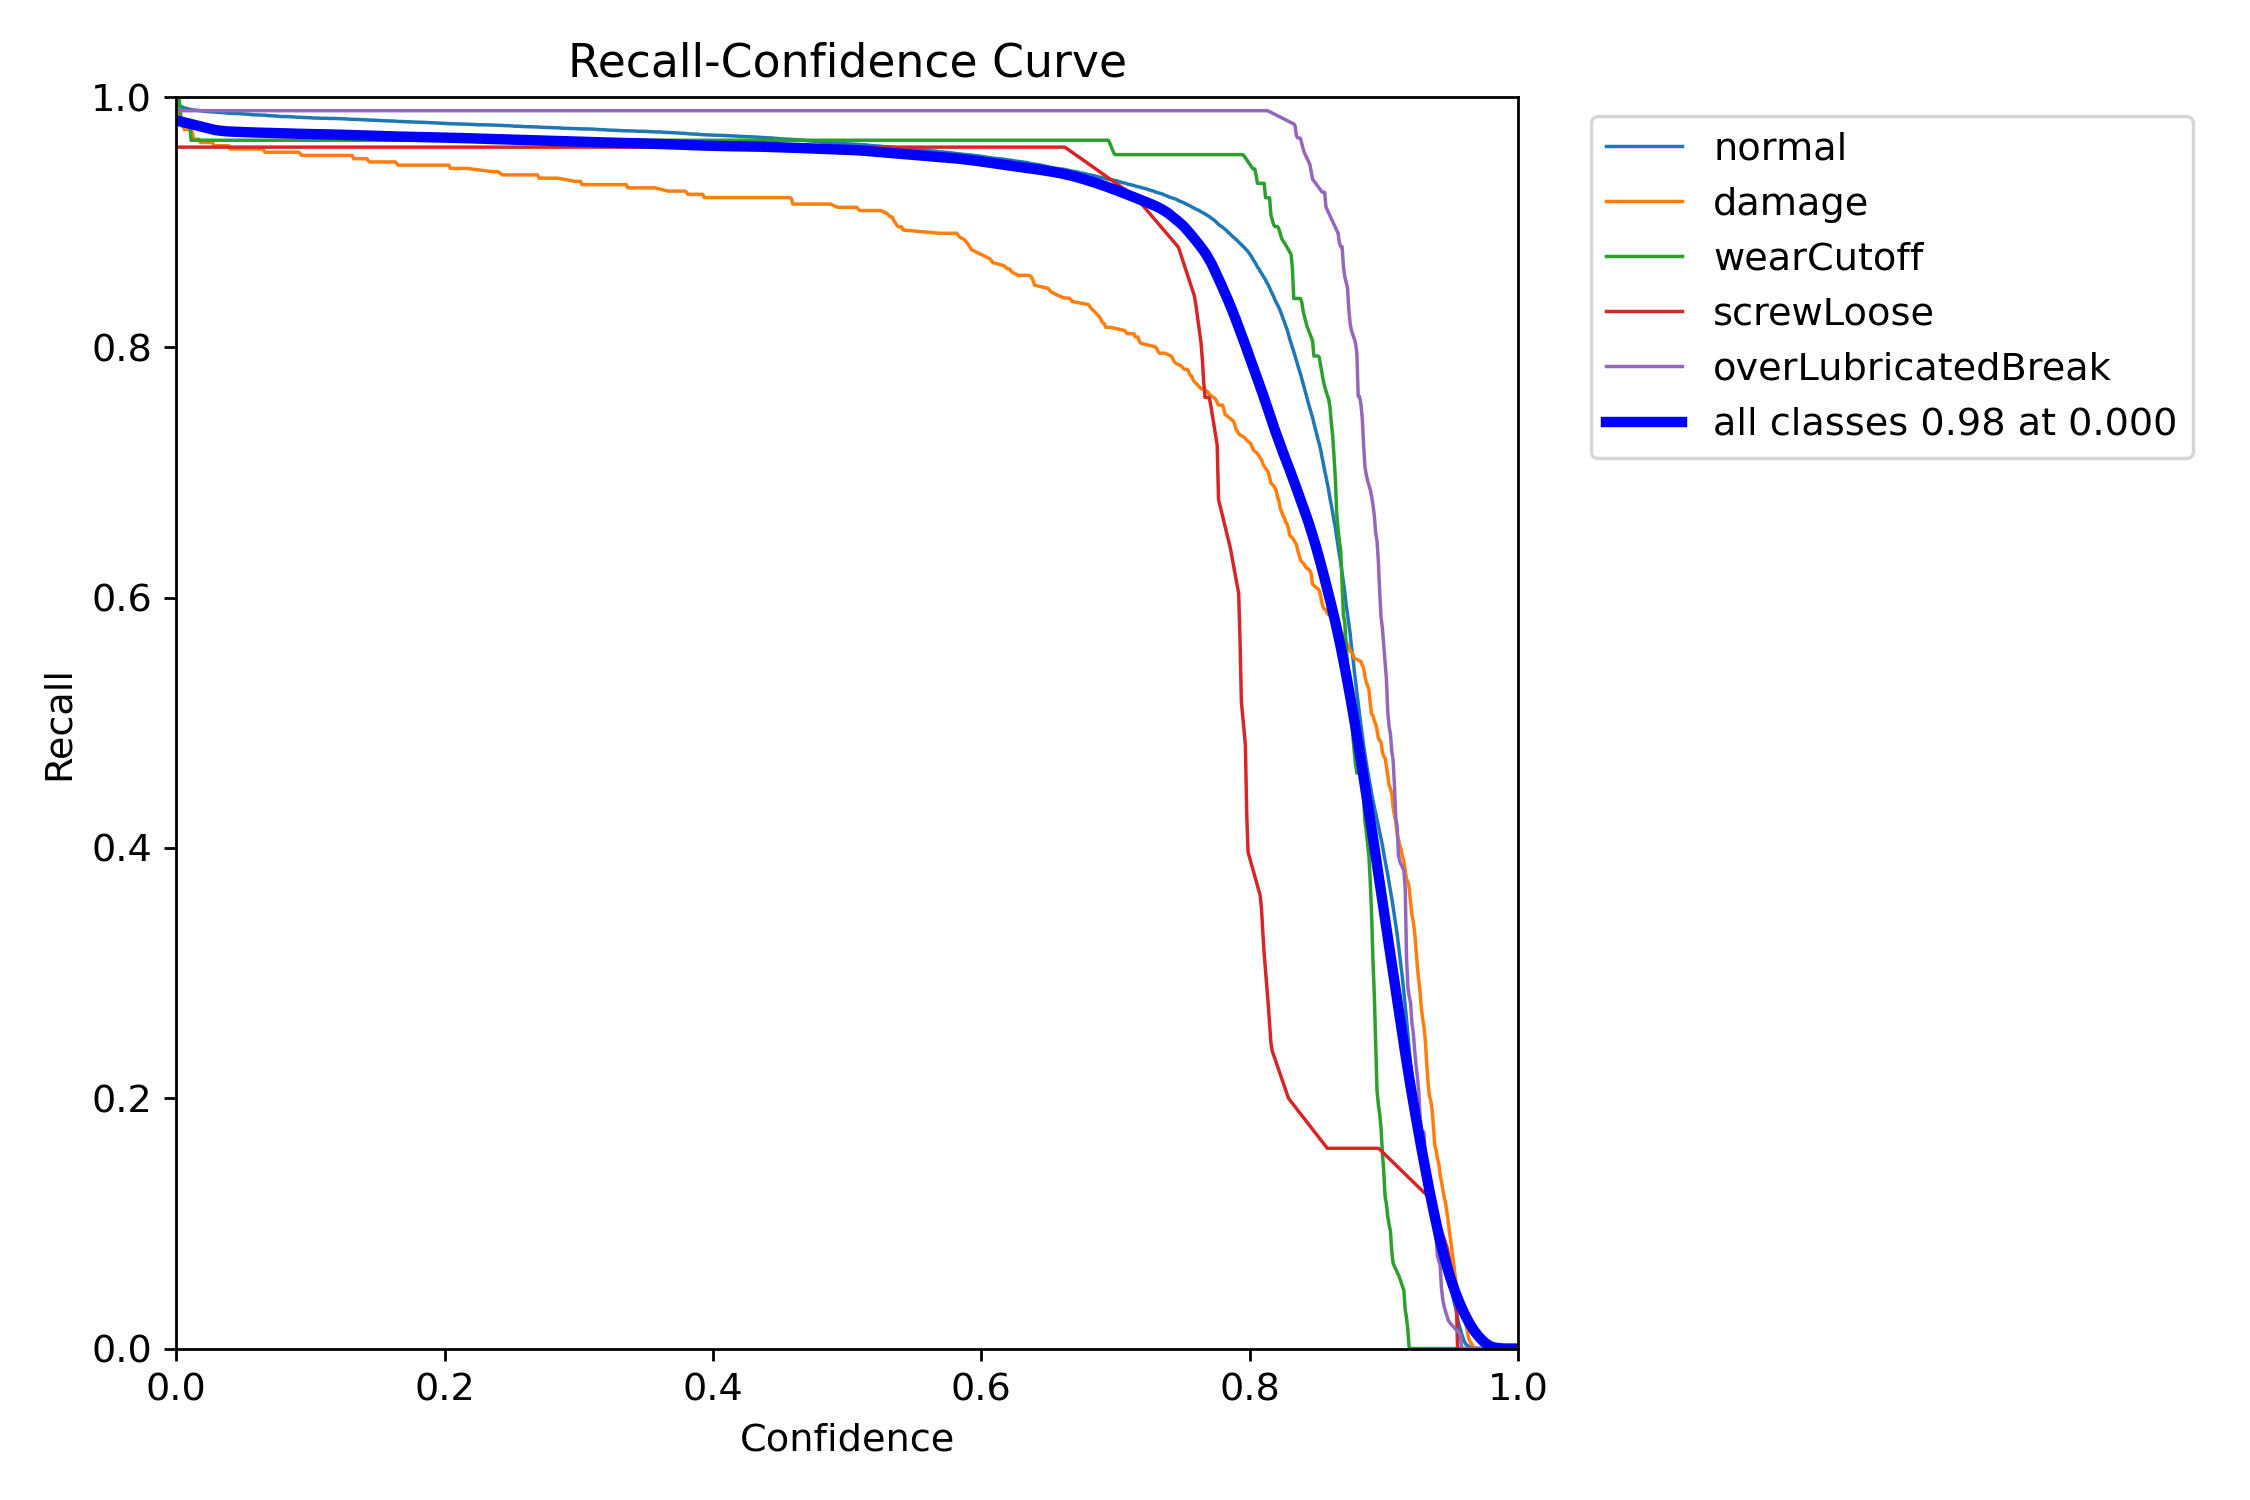 Recall-Confidence Curve
1.0
0.8
0.6
0.4
0.2
0.0
Recall
0.0 0.2 0.4 0.6 0.8 1.0
Confidence
normal
damage
wearCutoff
screwLoose
overLubricatedBreak
all classes 0.98 at 0.000